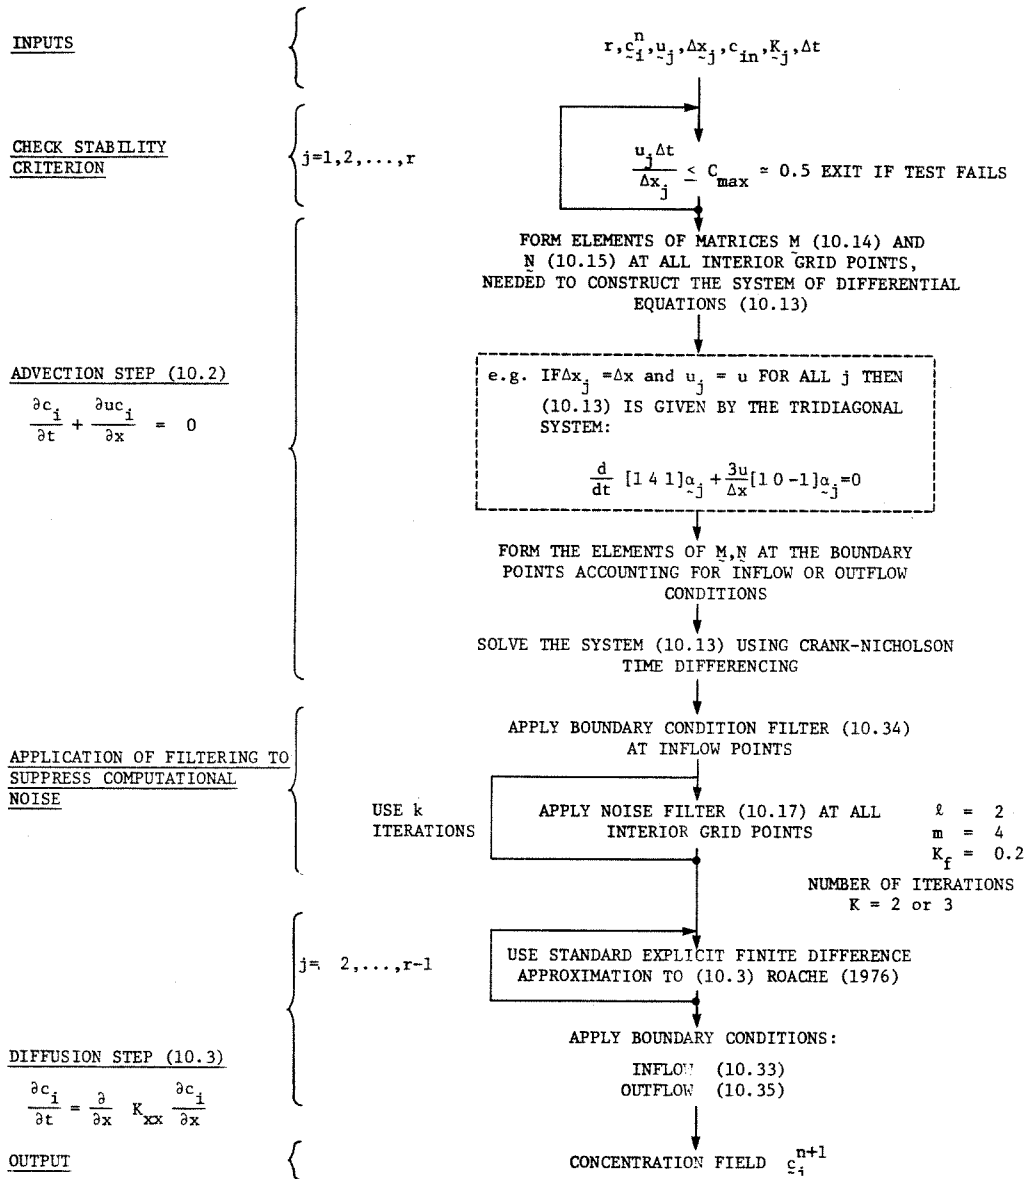 INPUTS
r, c_i^n, u_j, Δx_j, c_in, K_j, Δt
CHECK STABILITY
CRITERION
j=1,2,...,r
u_jΔt / Δx_j ≤ C_max ≃ 0.5 EXIT IF TEST FAILS
FORM ELEMENTS OF MATRICES M (10.14) AND
N (10.15) AT ALL INTERIOR GRID POINTS,
NEEDED TO CONSTRUCT THE SYSTEM OF DIFFERENTIAL
EQUATIONS (10.13)
ADVECTION STEP (10.2)
∂c_i/∂t + ∂uc_i/∂x = 0
e.g. IFΔx_j =Δx and u_j = u FOR ALL j THEN
(10.13) IS GIVEN BY THE TRIDIAGONAL
SYSTEM:
d/dt [1 4 1]α_j + 3u/Δx [1 0 -1]α_j=0
FORM THE ELEMENTS OF M,N AT THE BOUNDARY
POINTS ACCOUNTING FOR INFLOW OR OUTFLOW
CONDITIONS
SOLVE THE SYSTEM (10.13) USING CRANK-NICHOLSON
TIME DIFFERENCING
APPLICATION OF FILTERING TO
SUPPRESS COMPUTATIONAL
NOISE
APPLY BOUNDARY CONDITION FILTER (10.34)
AT INFLOW POINTS
USE k
ITERATIONS
APPLY NOISE FILTER (10.17) AT ALL
INTERIOR GRID POINTS
ℓ = 2
m = 4
K_f = 0.2
NUMBER OF ITERATIONS
K = 2 or 3
j= 2,...,r-1
USE STANDARD EXPLICIT FINITE DIFFERENCE
APPROXIMATION TO (10.3) ROACHE (1976)
DIFFUSION STEP (10.3)
∂c_i/∂t = ∂/∂x K_xx ∂c_i/∂x
APPLY BOUNDARY CONDITIONS:
INFLOW (10.33)
OUTFLOW (10.35)
OUTPUT
CONCENTRATION FIELD c_i^n+1